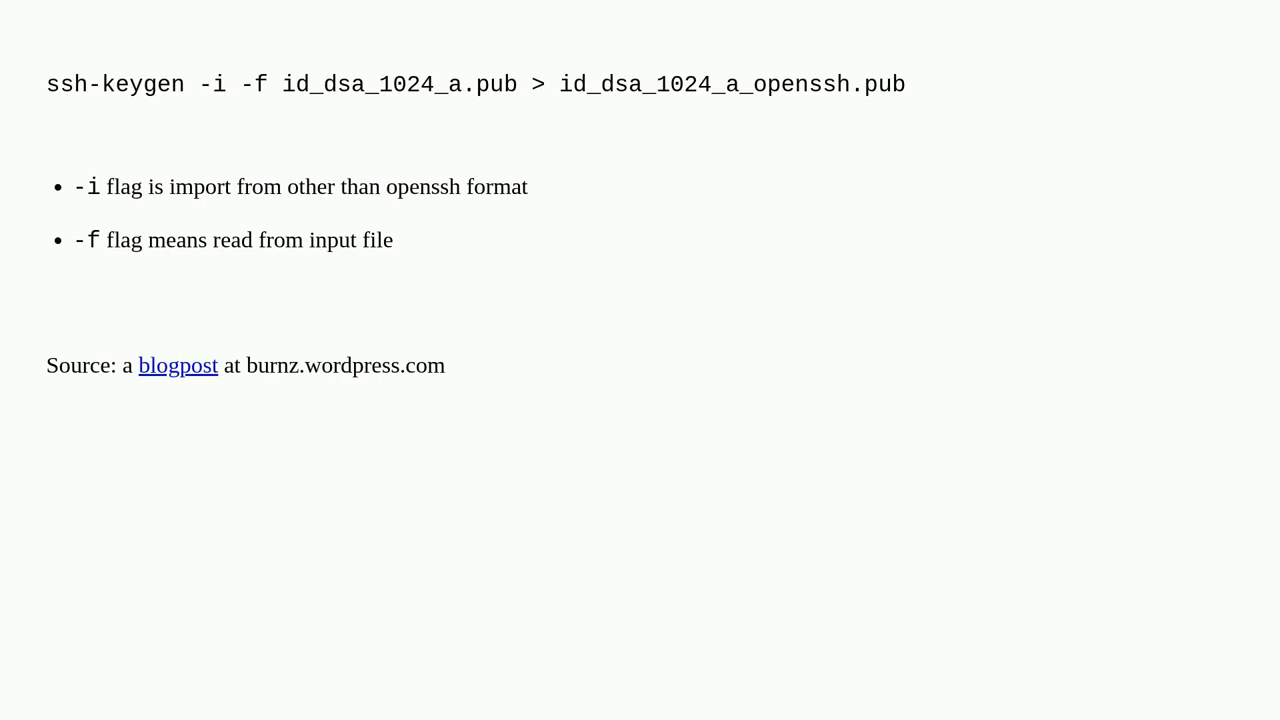 ssh-keygen -i -f id_dsa_1024_a.pub > id_dsa_1024_a_openssh.pub
• -i flag is import from other than openssh format
• -f flag means read from input file
Source: a blogpost at burnz.wordpress.com